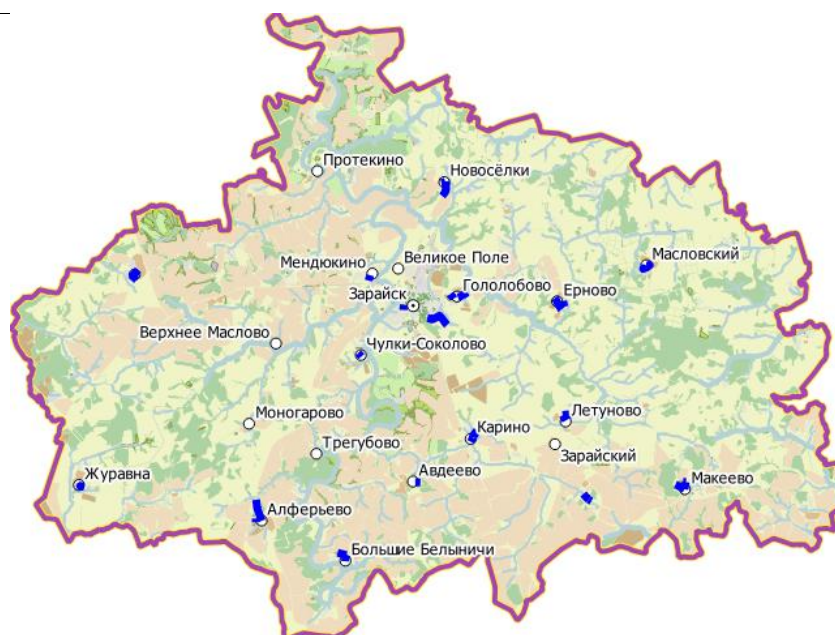 Протекино
Новосёлки
Масловский
Великое Поле
Мендюкино
Гололобово
Ерново
Зарайск
Верхнее Маслово
Чулки-Соколово
Летуново
Моногарово
Карино
Трегубово
Зарайский
Авдеево
Журавна
Макеево
Алферьево
Большие Белыничи